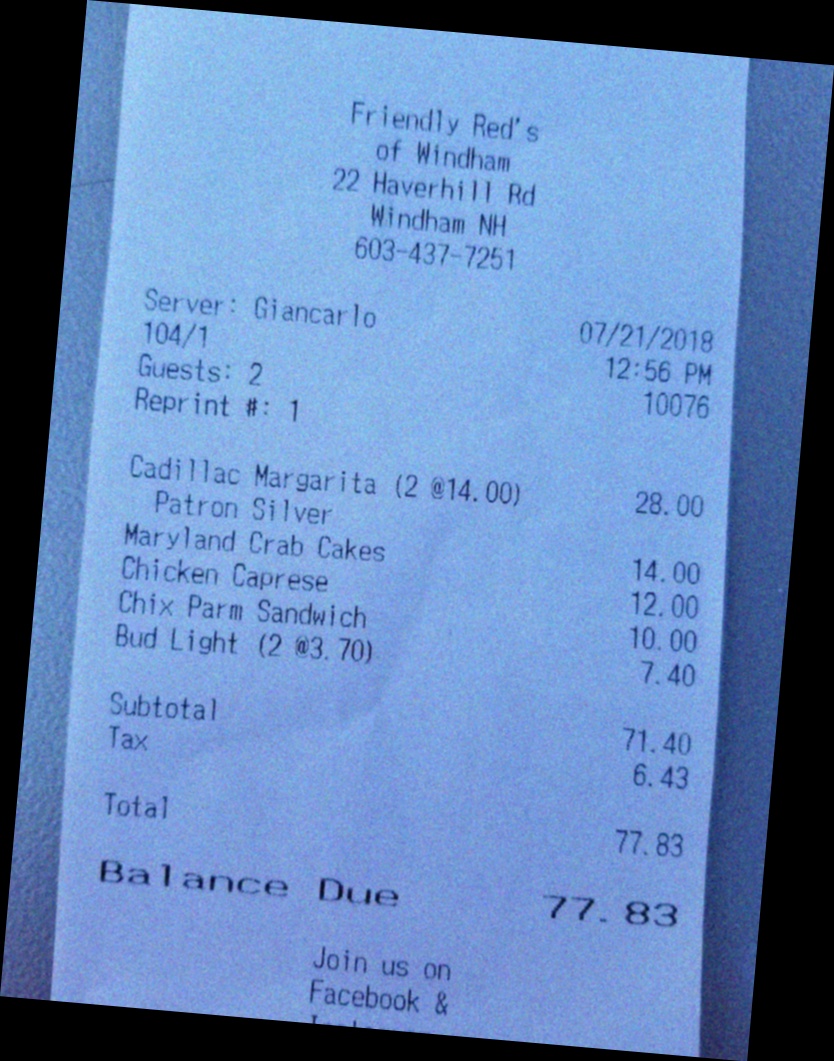 Friendly Red's
of Windham
22 Haverhill Rd
Windham NH
603-437-7251
Server: Giancarlo 07/21/2018
104/1 12:56 PM
Guests: 2 10076
Reprint #: 1
Cadillac Margarita (2 @14.00) 28.00
Patron Silver
Maryland Crab Cakes 14.00
Chicken Caprese 12.00
Chix Parm Sandwich 10.00
Bud Light (2 @3.70) 7.40
Subtotal 71.40
Tax 6.43
Total 77.83
Balance Due 77.83
Join us on
Facebook &